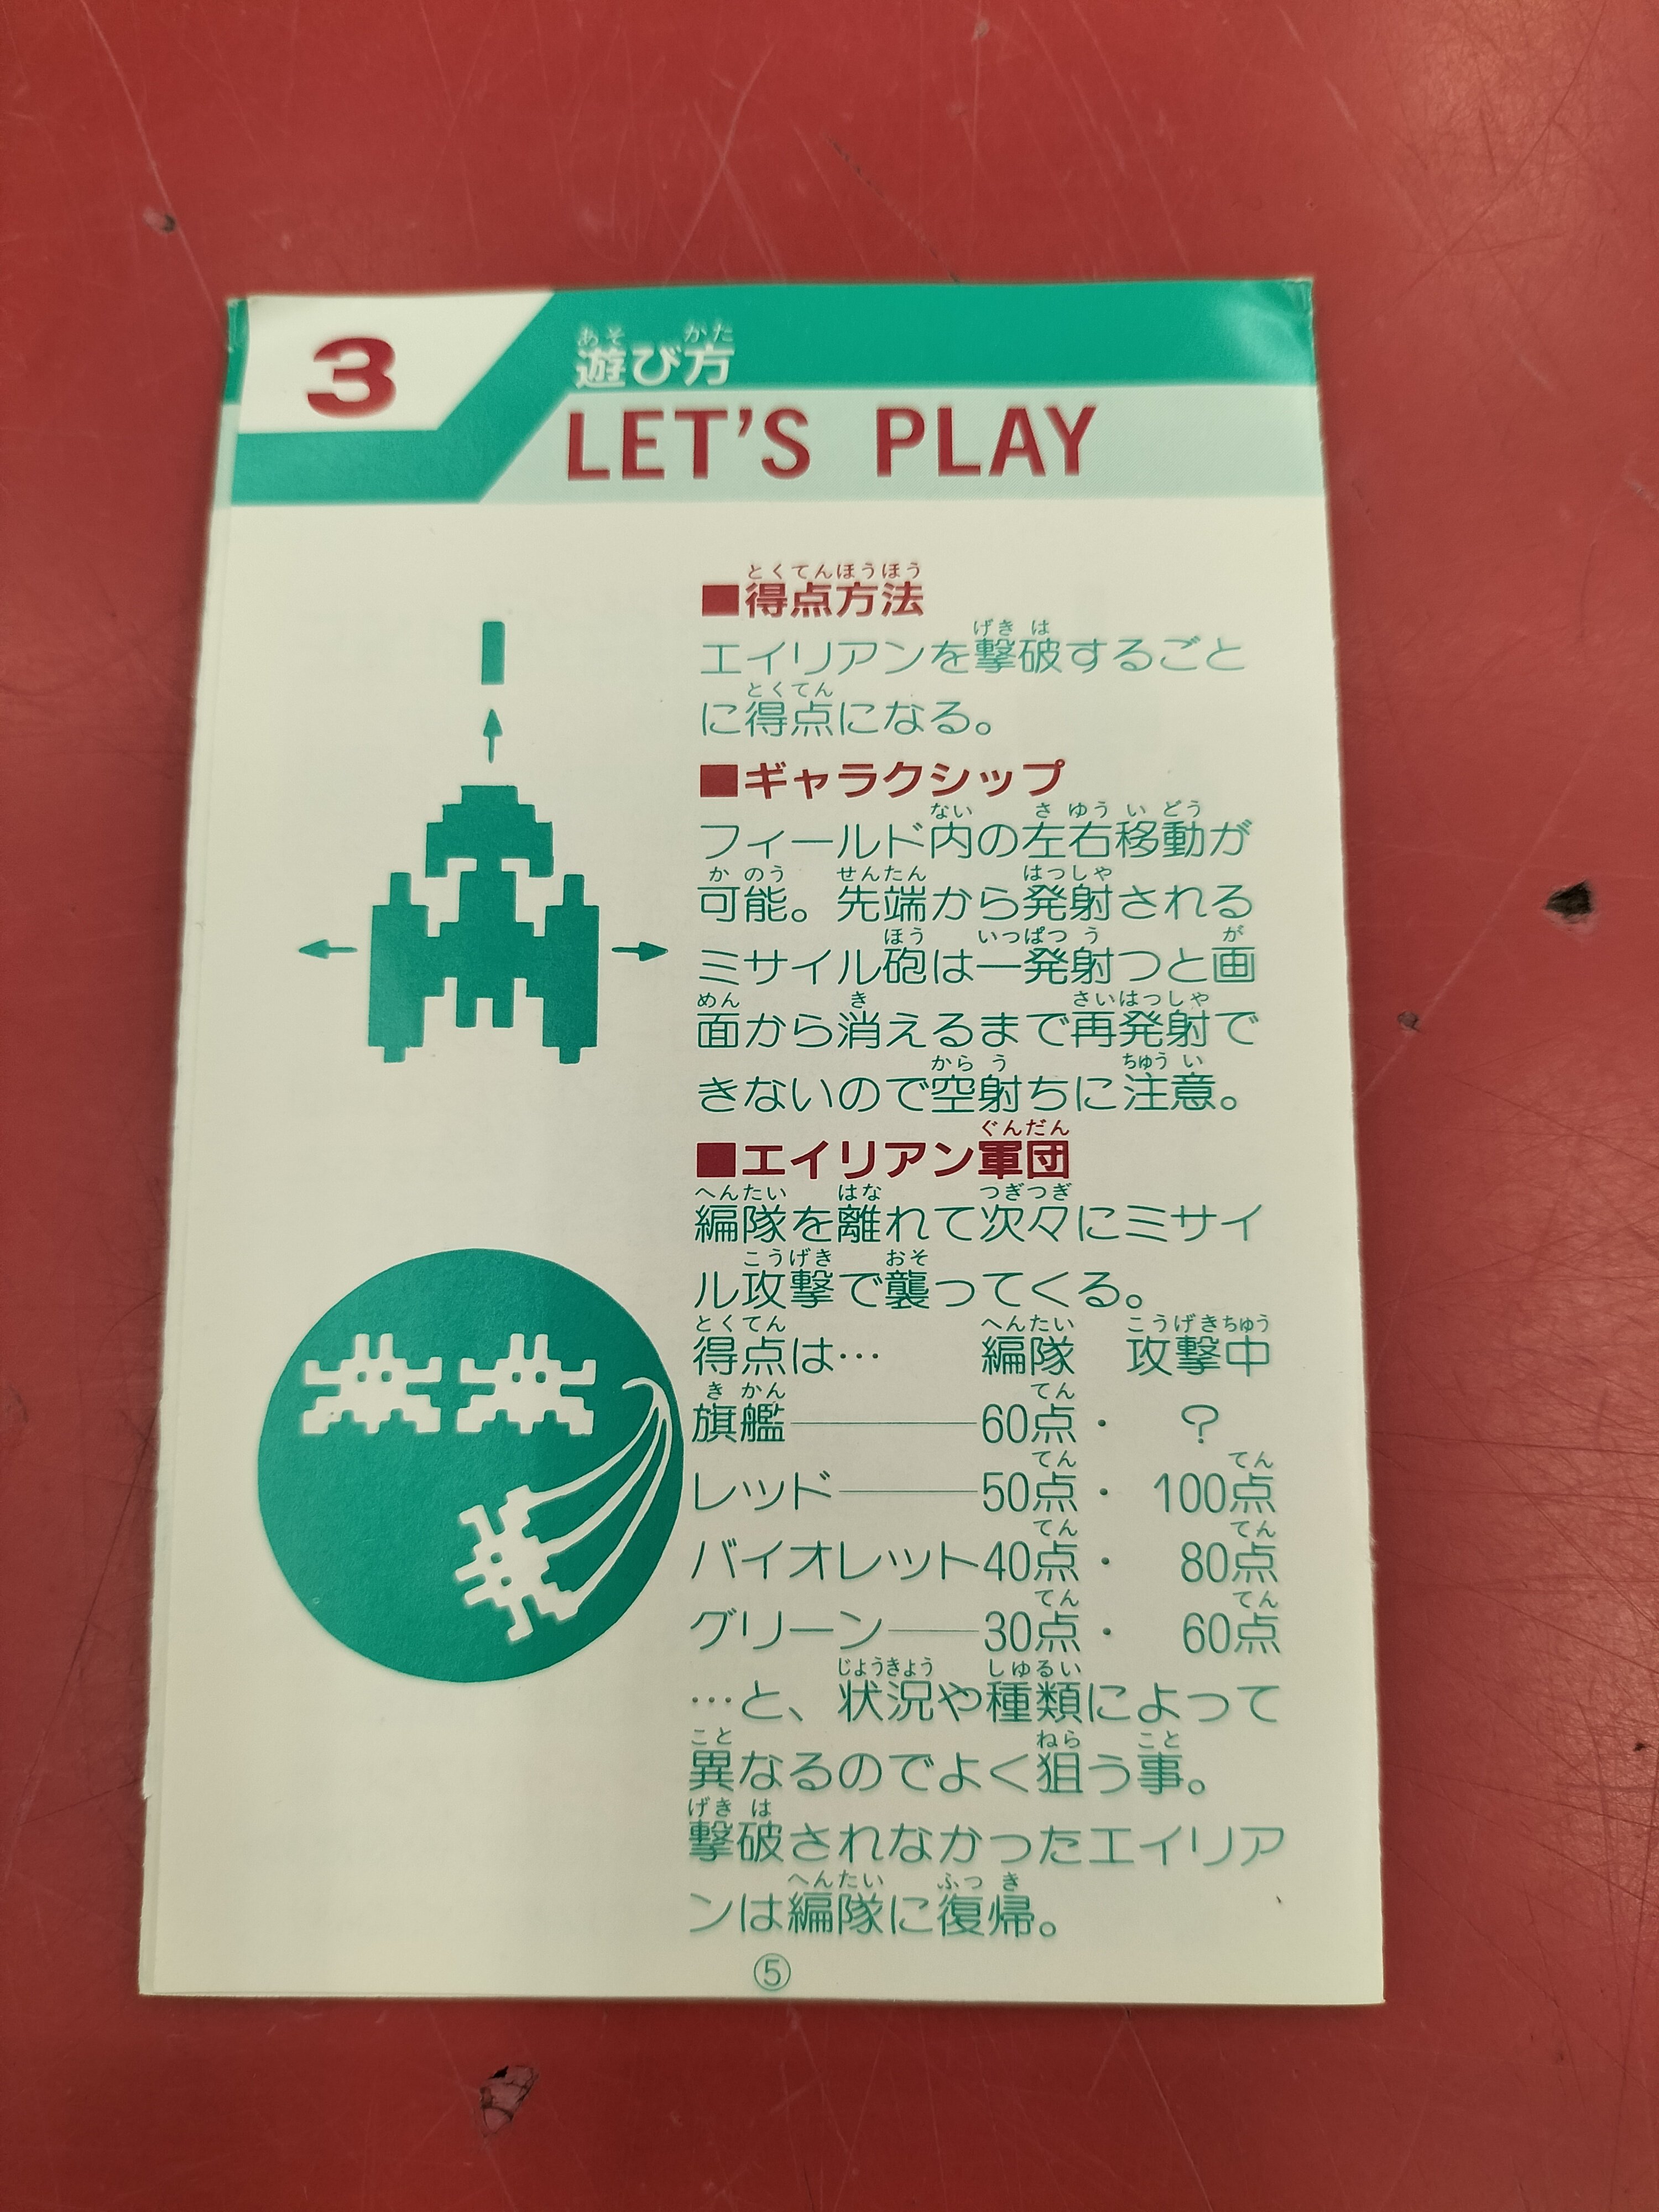 3
遊び方
LET'S PLAY
■得点方法
エイリアンを撃破するごと
に得点になる。
■ギャラクシップ
フィールド内の左右移動が
可能。先端から発射される
ミサイル砲は一発射つと画
面から消えるまで再発射で
きないので空射ちに注意。
■エイリアン軍団
編隊を離れて次々にミサイ
ル攻撃で襲ってくる。
得点は… 編隊 攻撃中
旗艦――――60点・ ?
レッド―――50点・ 100点
バイオレット40点・ 80点
グリーン――30点・ 60点
…と、状況や種類によって
異なるのでよく狙う事。
撃破されなかったエイリア
ンは編隊に復帰。
⑤